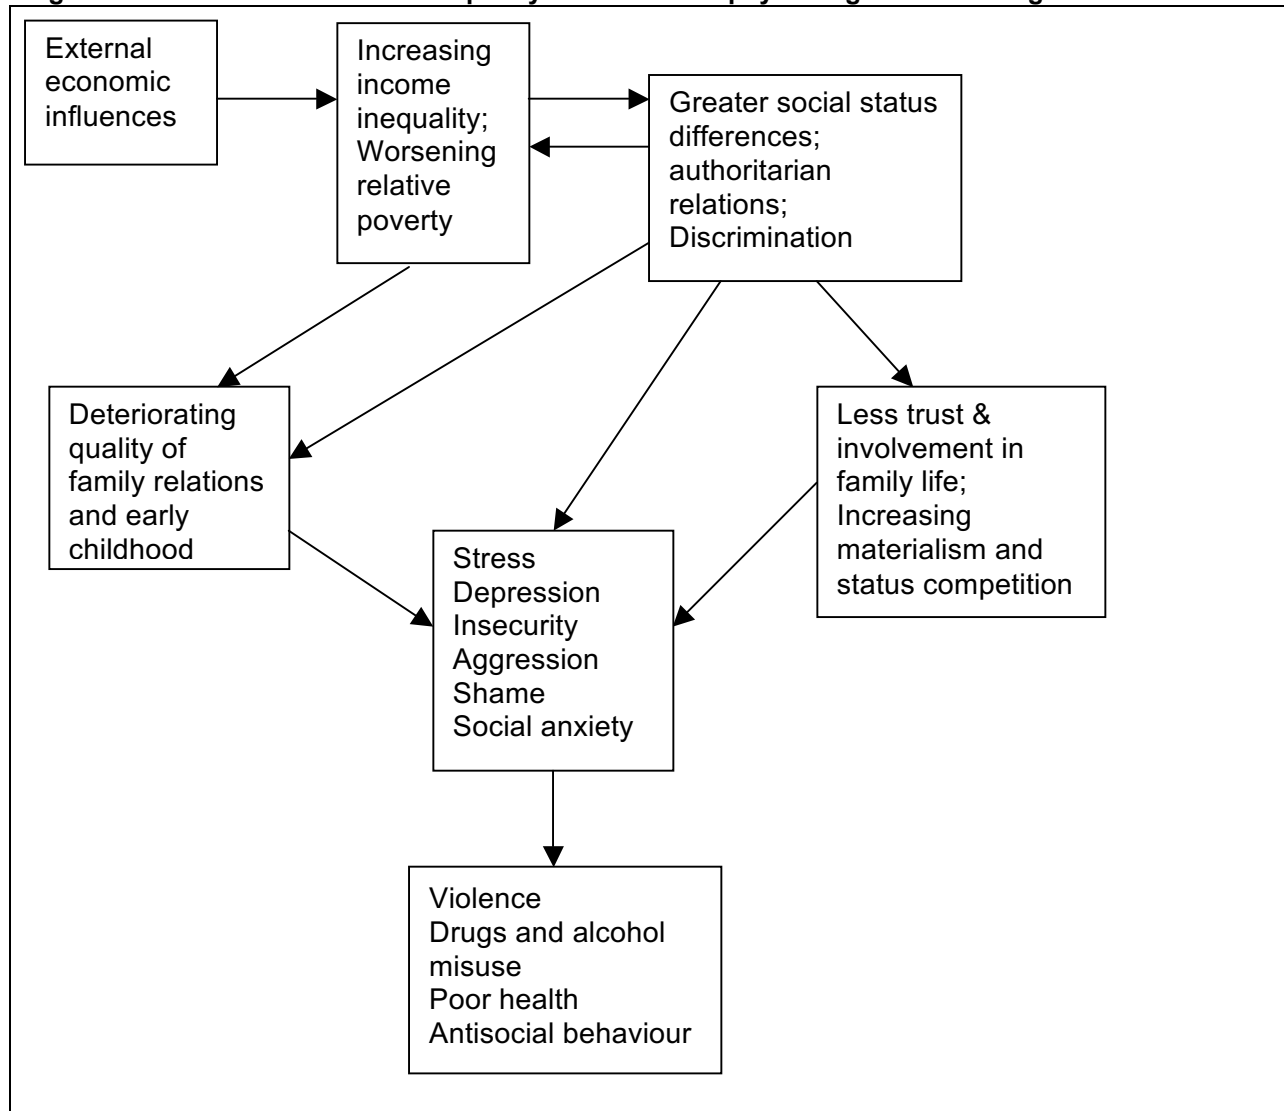 External
economic
influences
Increasing
income
inequality;
Worsening
relative
poverty
Greater social status
differences;
authoritarian
relations;
Discrimination
Deteriorating
quality of
family relations
and early
childhood
Less trust &
involvement in
family life;
Increasing
materialism and
status competition
Stress
Depression
Insecurity
Aggression
Shame
Social anxiety
Violence
Drugs and alcohol
misuse
Poor health
Antisocial behaviour